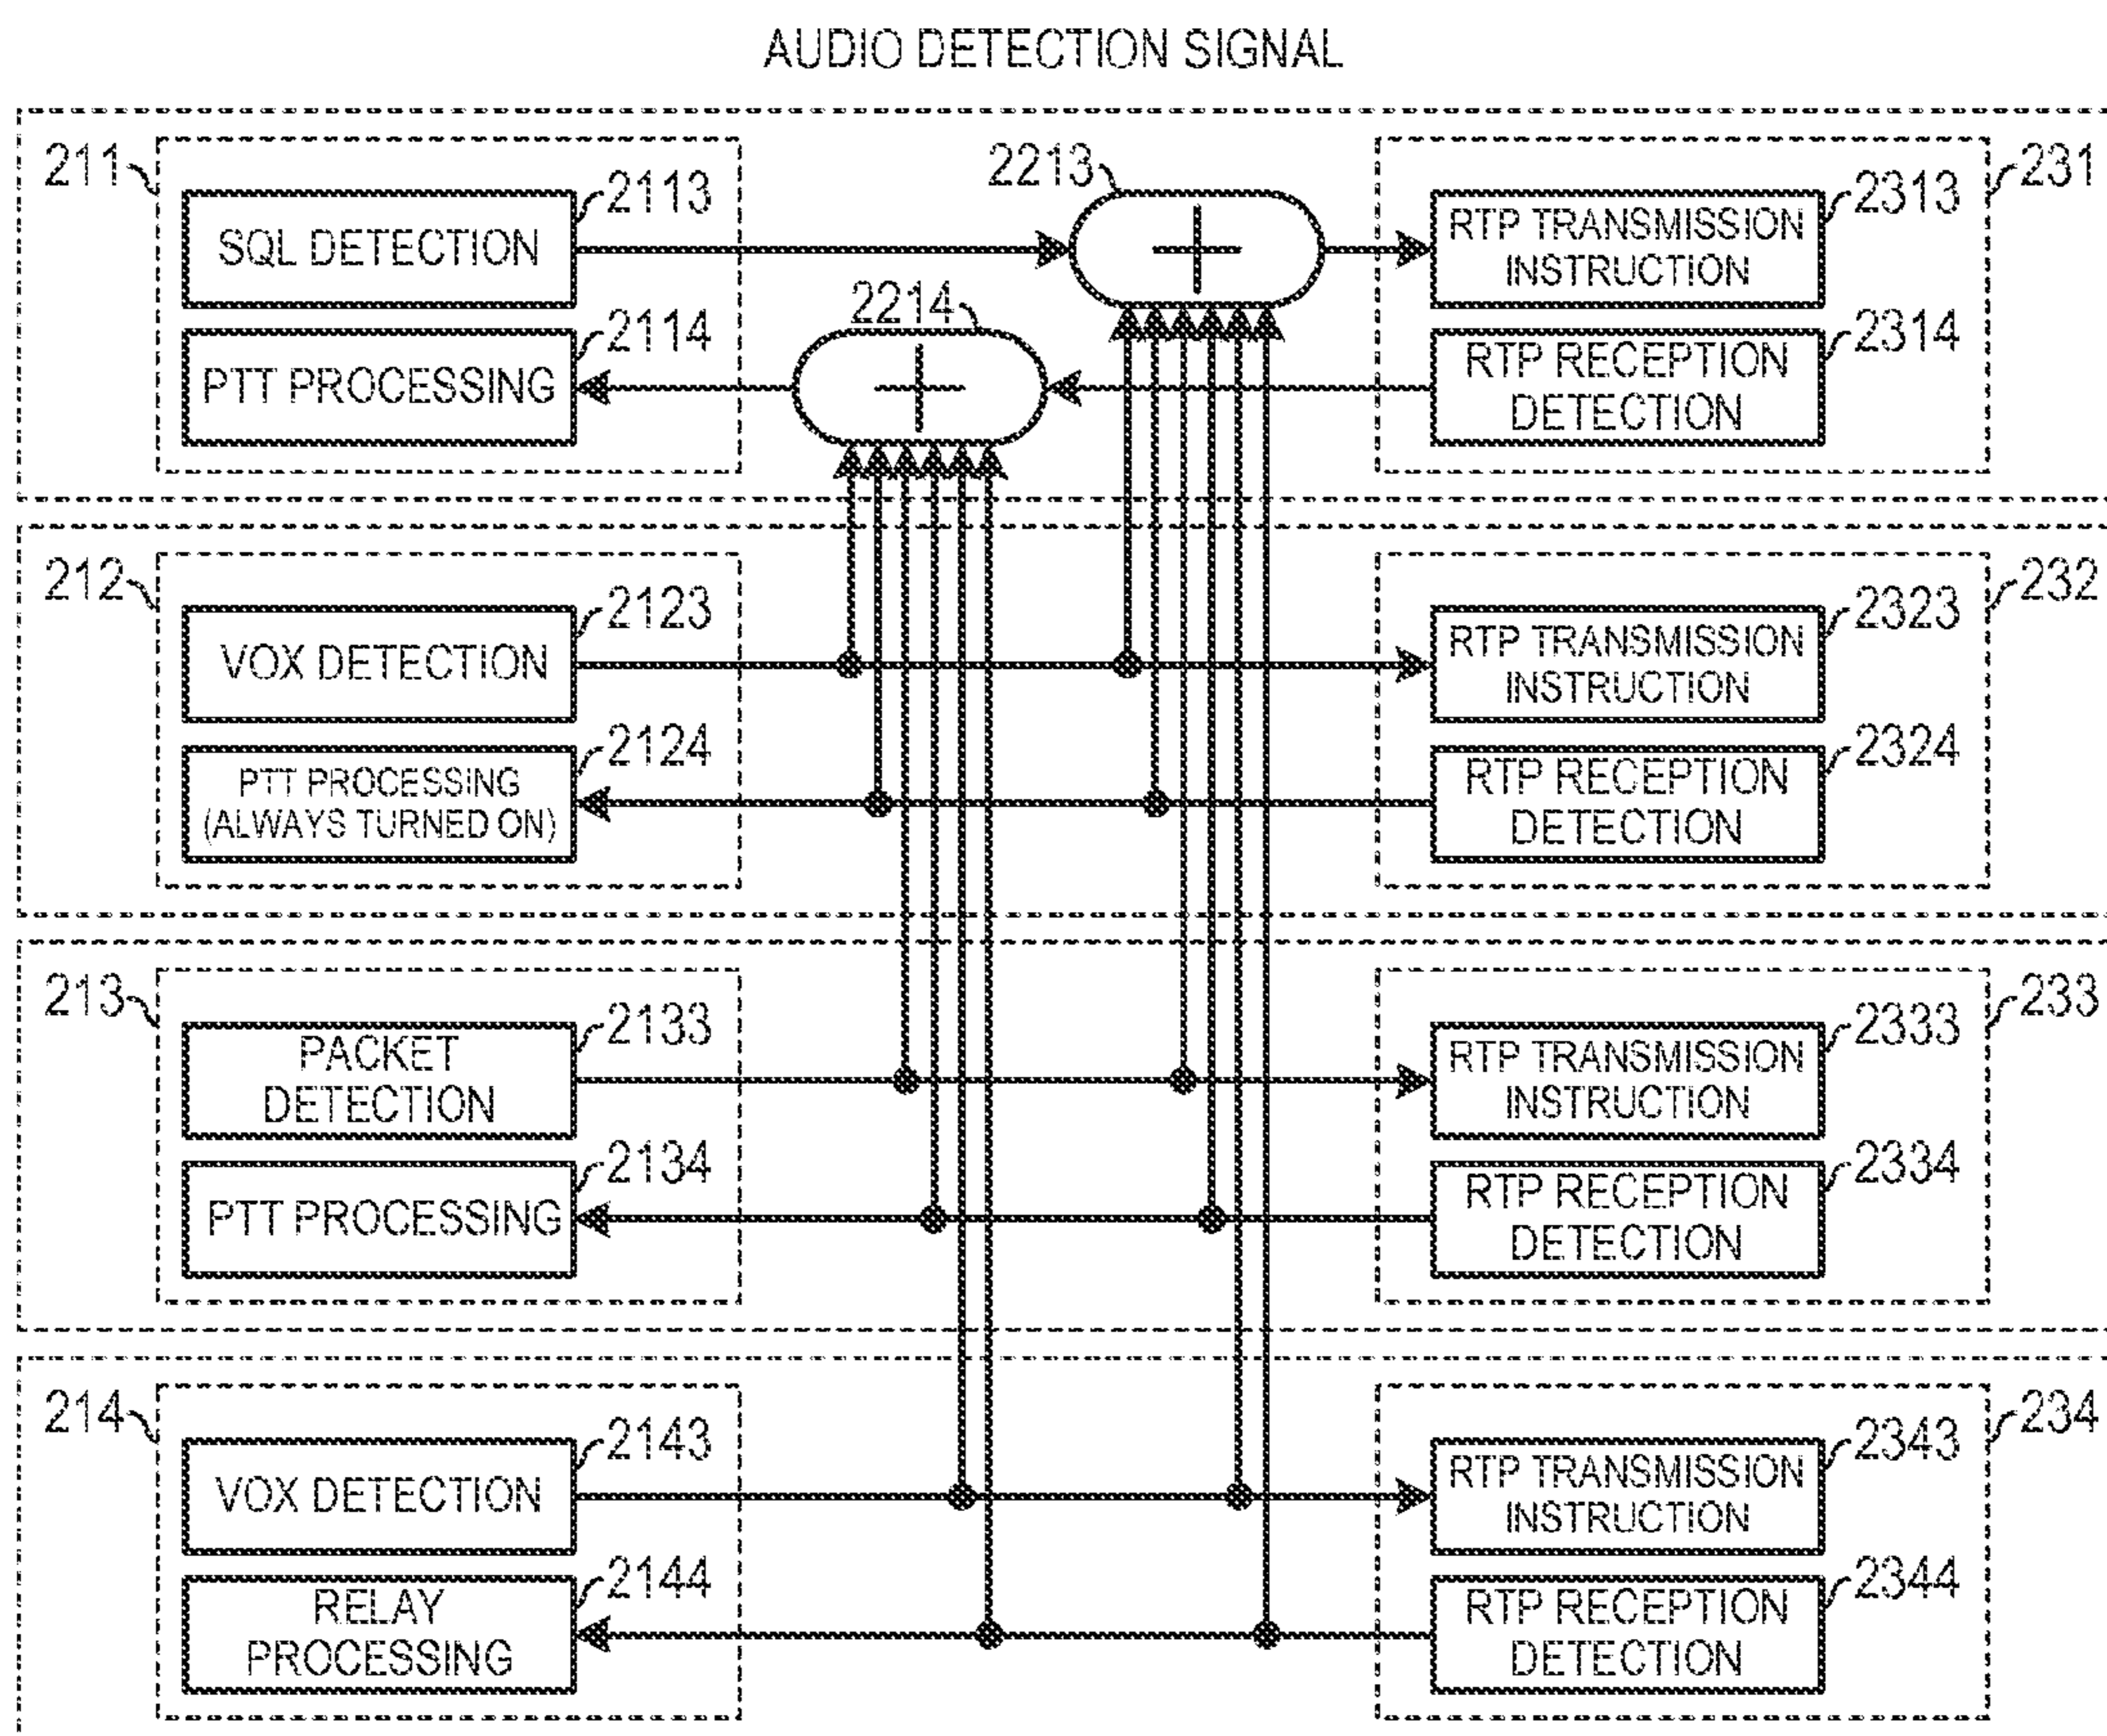 AUDIO DETECTION SIGNAL
211
SQL DETECTION
2113
PTT PROCESSING
2114
2213
+
2214
+
231
RTP TRANSMISSION
INSTRUCTION
2313
RTP RECEPTION
DETECTION
2314
212
VOX DETECTION
2123
PTT PROCESSING
(ALWAYS TURNED ON)
2124
232
RTP TRANSMISSION
INSTRUCTION
2323
RTP RECEPTION
DETECTION
2324
213
PACKET
DETECTION
2133
PTT PROCESSING
2134
233
RTP TRANSMISSION
INSTRUCTION
2333
RTP RECEPTION
DETECTION
2334
214
VOX DETECTION
2143
RELAY
PROCESSING
2144
234
RTP TRANSMISSION
INSTRUCTION
2343
RTP RECEPTION
DETECTION
2344